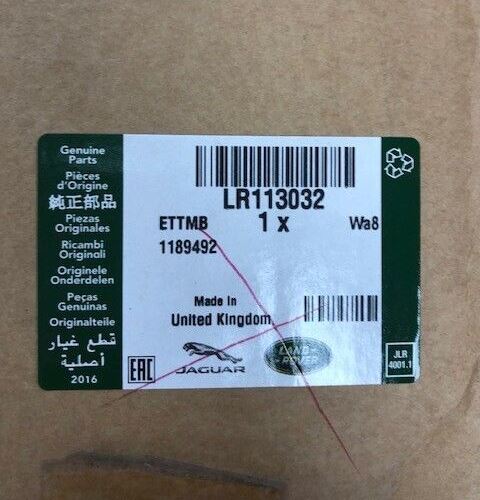 Genuine
Parts
Pièces
d'Origine
純正部品
Piezas
Originales
Ricambi
Originali
Originele
Onderdelen
Peças
Genuinas
Originalteile
قطع غيار
أصلية
2016
LR113032
ETTMB
1 x
Wa8
1189492
Made in
United Kingdom
EAC
JAGUAR
LAND
ROVER
JLR
4001.1